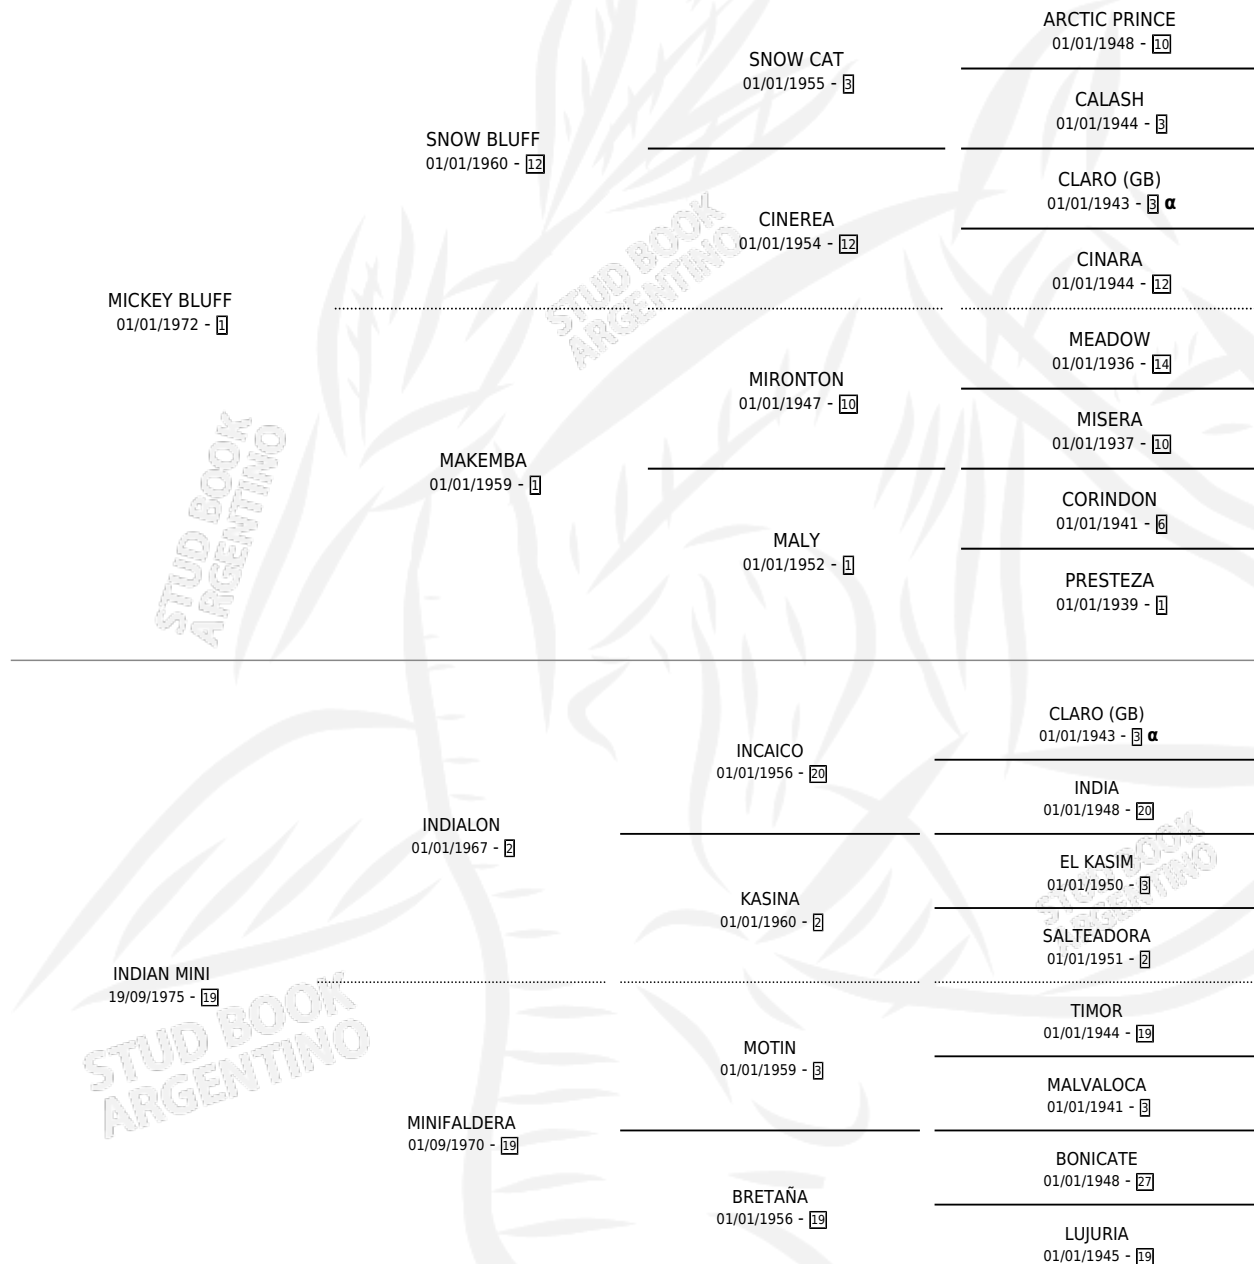 ARCTIC PRINCE
01/01/1948 - 10
SNOW CAT
01/01/1955 - 3
CALASH
01/01/1944 - 3
SNOW BLUFF
01/01/1960 - 12
CLARO (GB)
01/01/1943 - 3 α
CINEREA
01/01/1954 - 12
CINARA
01/01/1944 - 12
MICKEY BLUFF
01/01/1972 - 1
MEADOW
01/01/1936 - 14
MIRONTON
01/01/1947 - 10
MISERA
01/01/1937 - 10
MAKEMBA
01/01/1959 - 1
CORINDON
01/01/1941 - 6
MALY
01/01/1952 - 1
PRESTEZA
01/01/1939 - 1
CLARO (GB)
01/01/1943 - 3 α
INCAICO
01/01/1956 - 20
INDIA
01/01/1948 - 20
INDIALON
01/01/1967 - 2
EL KASIM
01/01/1950 - 3
KASINA
01/01/1960 - 2
SALTEADORA
01/01/1951 - 2
INDIAN MINI
19/09/1975 - 19
TIMOR
01/01/1944 - 19
MOTIN
01/01/1959 - 3
MALVALOCA
01/01/1941 - 3
MINIFALDERA
01/09/1970 - 19
BONICATE
01/01/1948 - 27
BRETAÑA
01/01/1956 - 19
LUJURIA
01/01/1945 - 19
STUD BOOK
ARGENTINO
STUD BOOK
ARGENTINO
STUD BOOK
ARGENTINO
STUD BOOK
ARGENTINO